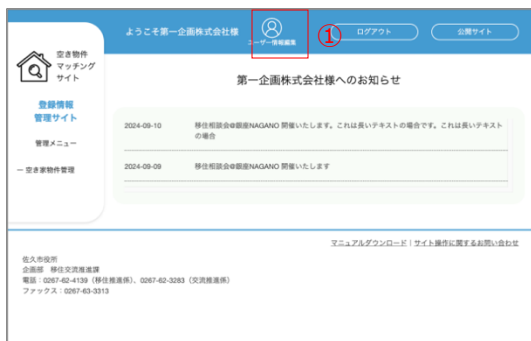 ようこそ第一企画株式会社様
ユーザー情報編集
①
ログアウト
公開サイト
空き物件
マッチング
サイト
登録情報
管理サイト
管理メニュー
ー 空き家物件管理
第一企画株式会社様へのお知らせ
2024-09-10 移住相談会@銀座NAGANO 開催いたします。これは長いテキストの場合です。これは長いテキスト
の場合
2024-09-09 移住相談会@銀座NAGANO 開催いたします
マニュアルダウンロード | サイト操作に関するお問い合わせ
佐久市役所
企画部 移住交流推進課
電話：0267-62-4139（移住推進係）、0267-62-3283（交流推進係）
ファックス：0267-63-3313